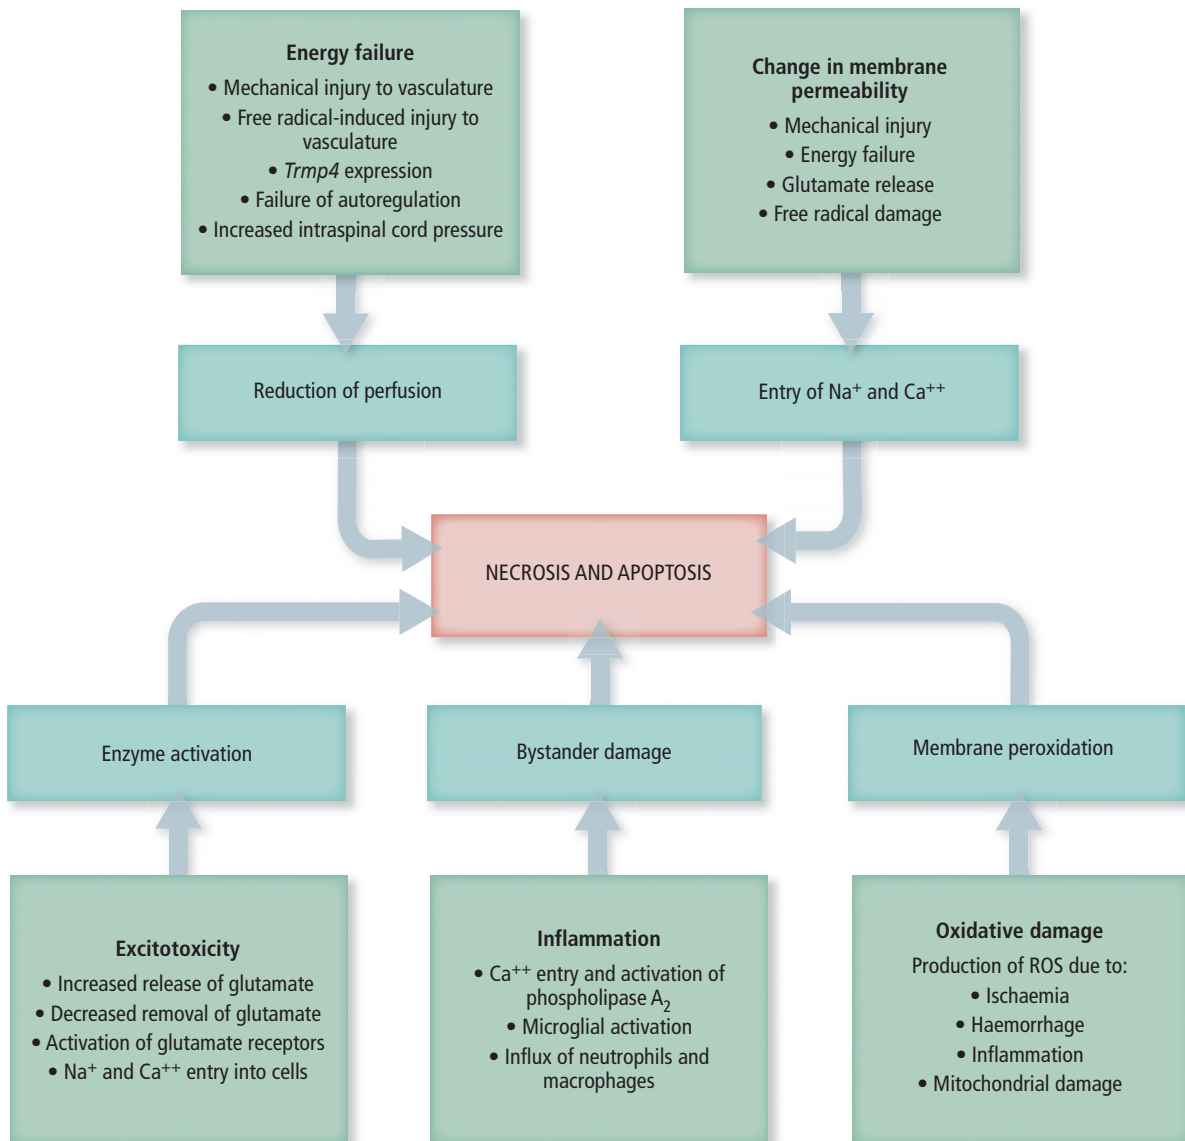 Energy failure
• Mechanical injury to vasculature
• Free radical-induced injury to
vasculature
• Trmp4 expression
• Failure of autoregulation
• Increased intraspinal cord pressure
Change in membrane
permeability
• Mechanical injury
• Energy failure
• Glutamate release
• Free radical damage
Reduction of perfusion
Entry of Na⁺ and Ca⁺⁺
NECROSIS AND APOPTOSIS
Enzyme activation
Bystander damage
Membrane peroxidation
Excitotoxicity
• Increased release of glutamate
• Decreased removal of glutamate
• Activation of glutamate receptors
• Na⁺ and Ca⁺⁺ entry into cells
Inflammation
• Ca⁺⁺ entry and activation of
phospholipase A₂
• Microglial activation
• Influx of neutrophils and
macrophages
Oxidative damage
Production of ROS due to:
• Ischaemia
• Haemorrhage
• Inflammation
• Mitochondrial damage